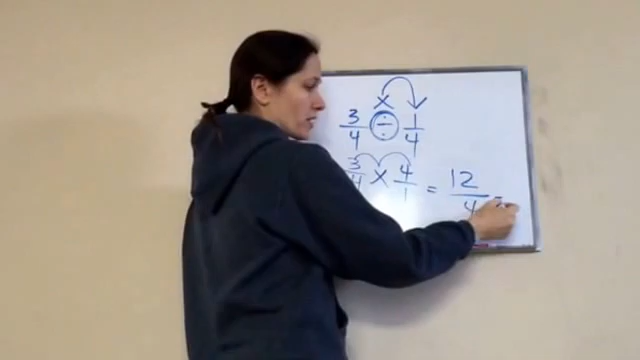 ×
3/4 ÷ 1/4
3/4 × 4/1 = 12/4 =